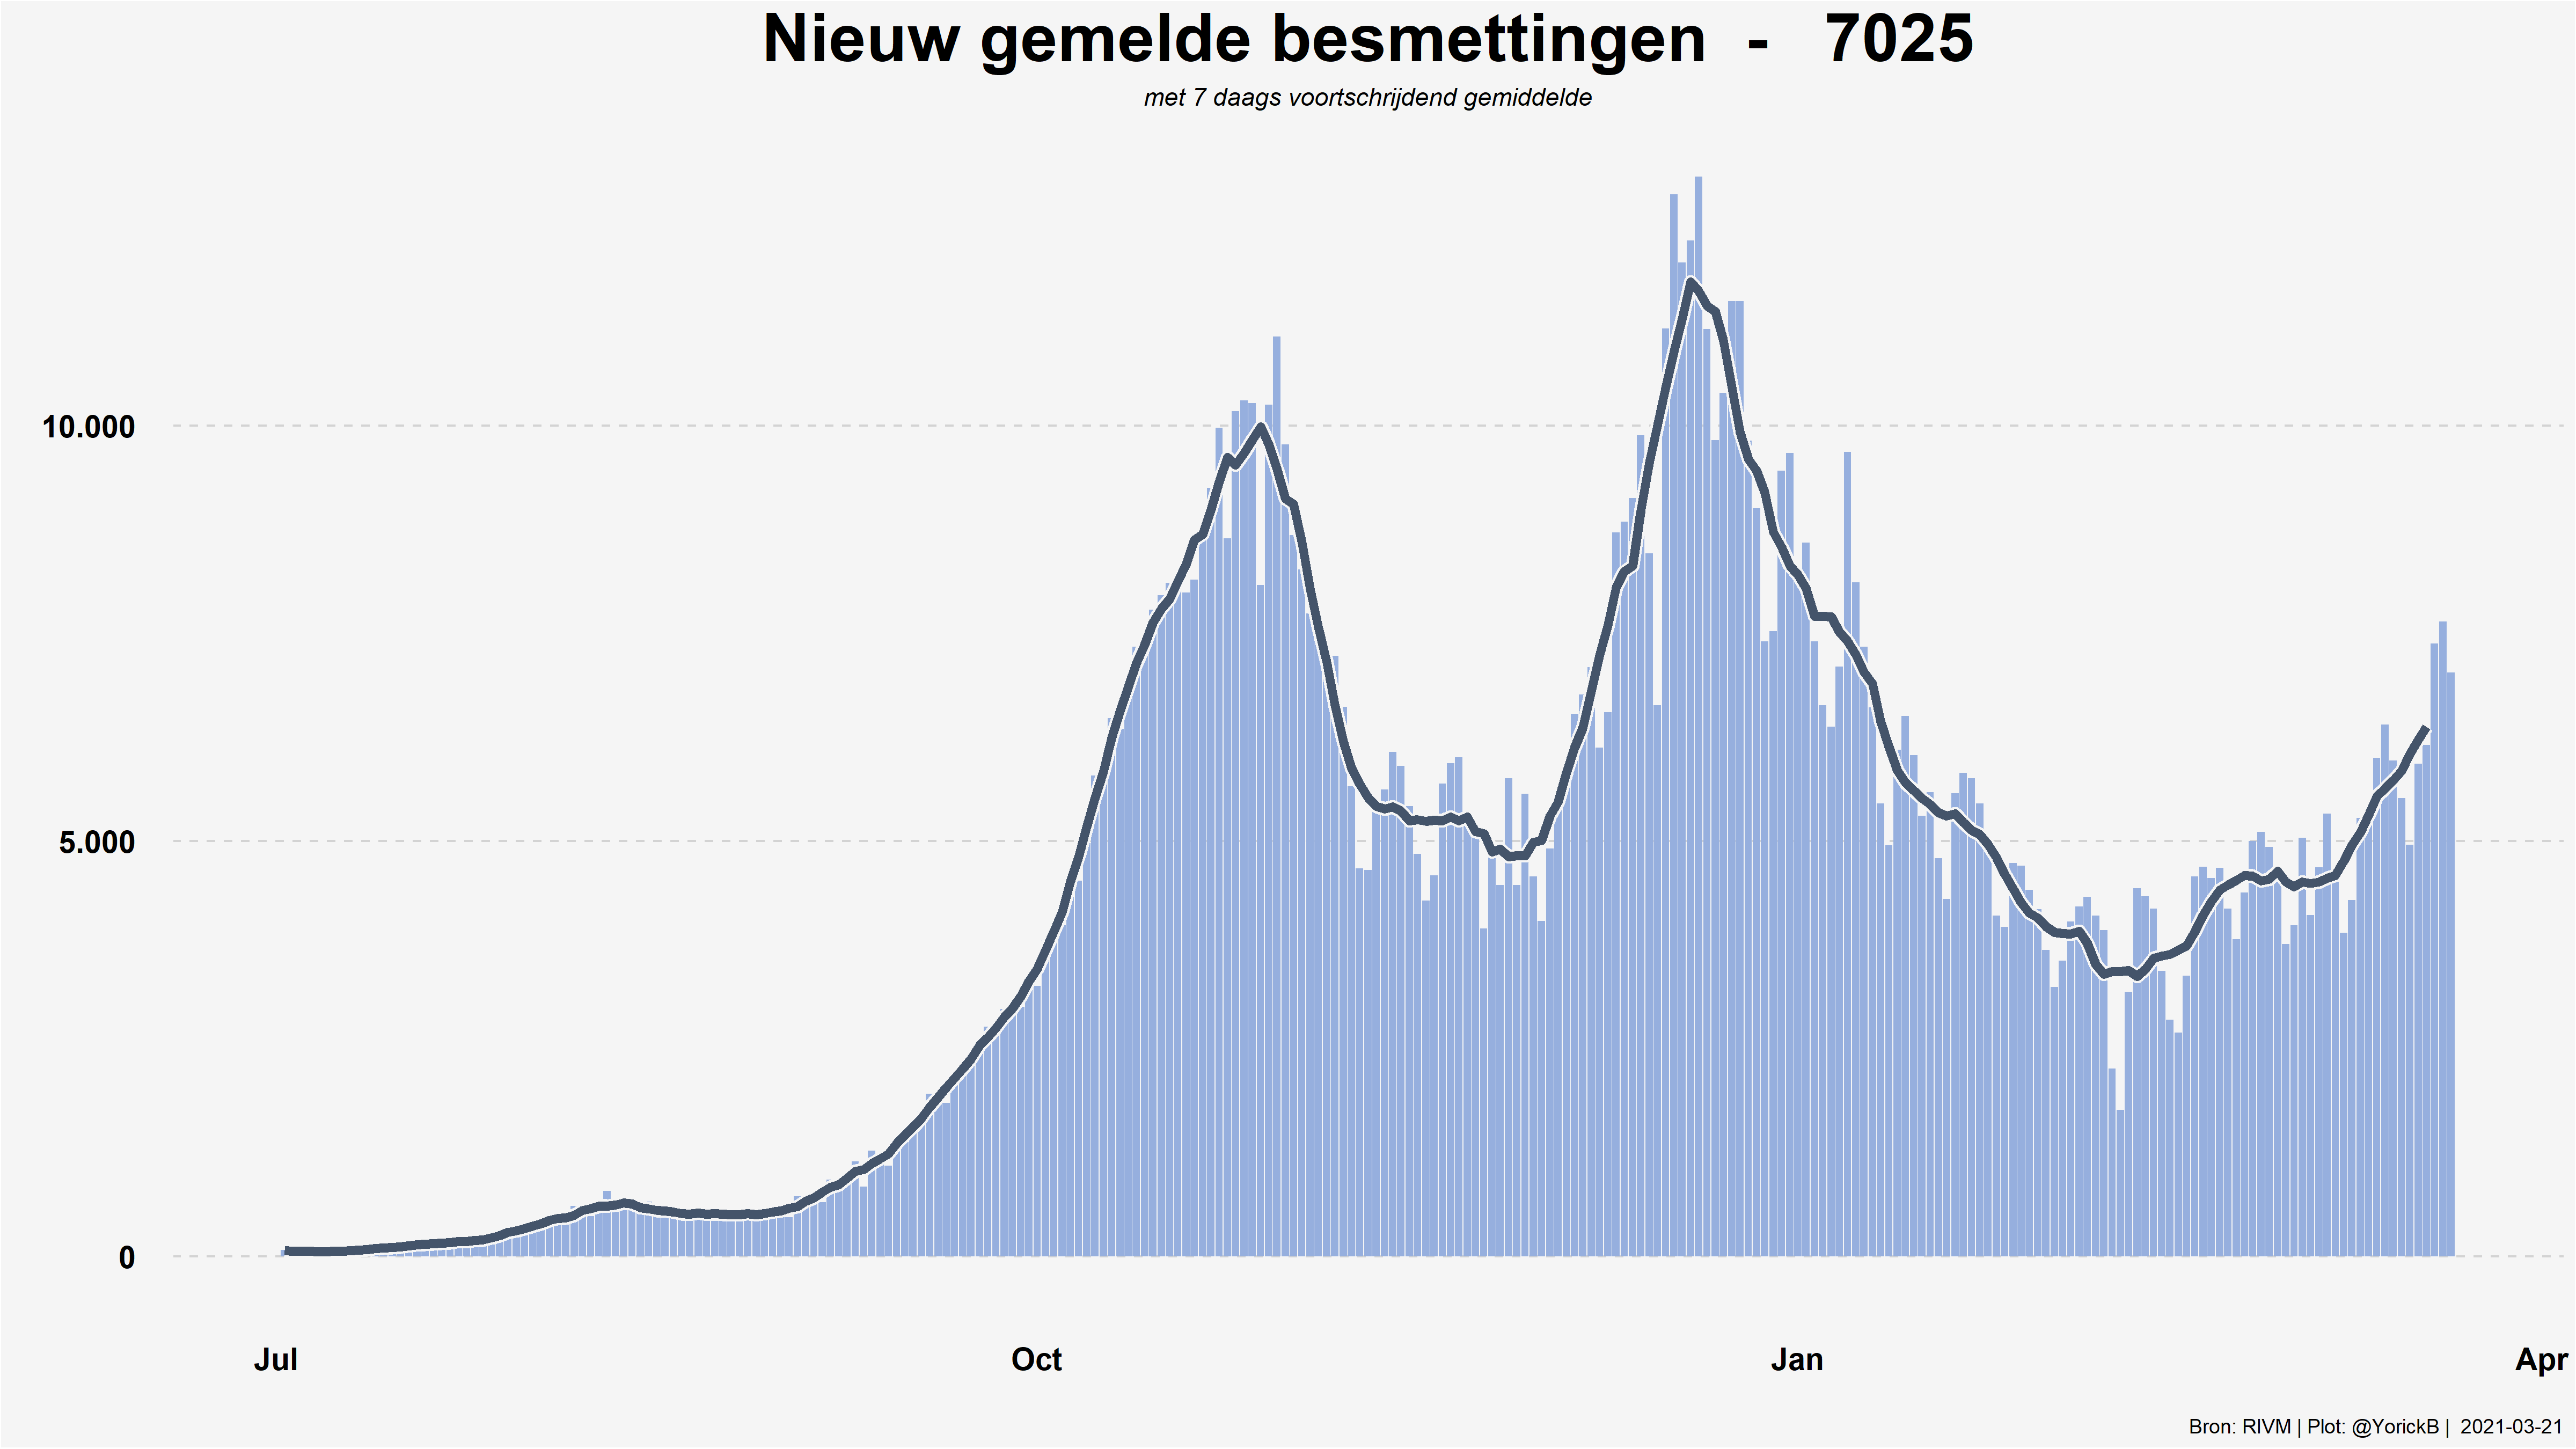 Nieuw gemelde besmettingen - 7025
met 7 daags voortschrijdend gemiddelde
10.000
5.000
0
Jul Oct Jan Apr
Bron: RIVM | Plot: @YorickB | 2021-03-21